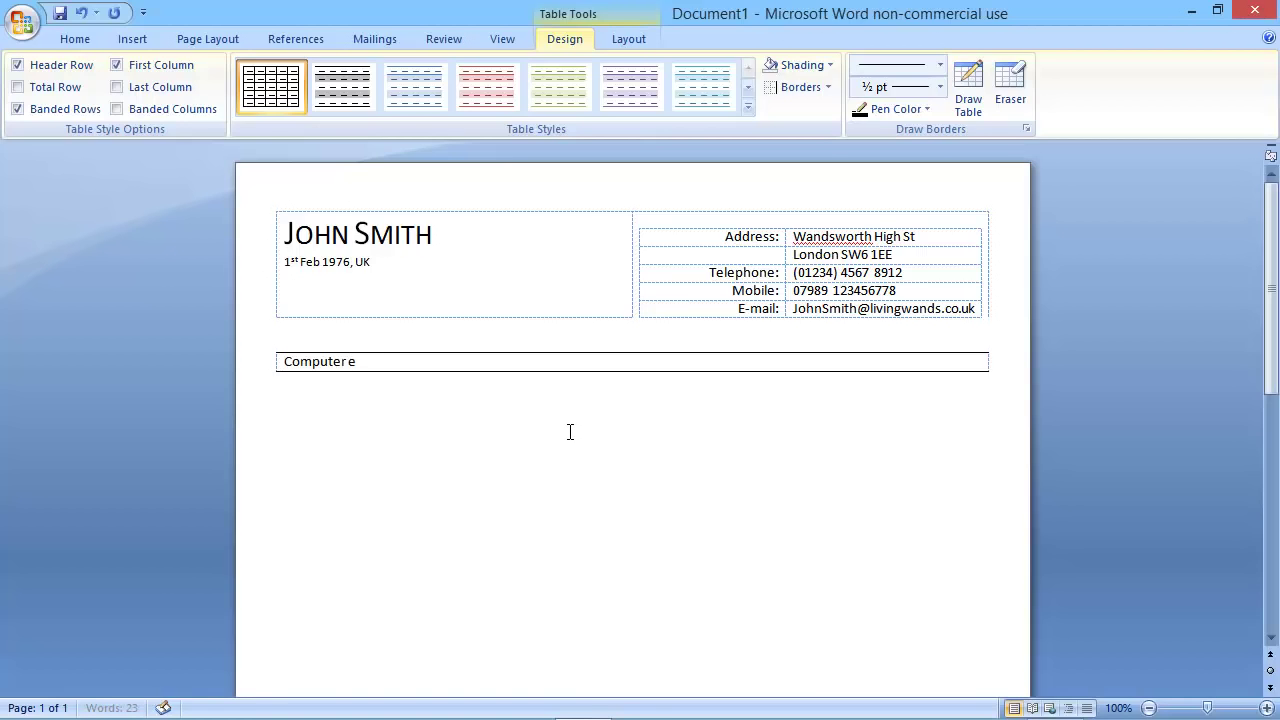 Table Tools
Document1 - Microsoft Word non-commercial use
Home Insert Page Layout References Mailings Review View Design Layout
Header Row First Column
Total Row Last Column
Banded Rows Banded Columns
Table Style Options
Table Styles
Shading
Borders
½ pt
Pen Color
Draw Table
Eraser
Draw Borders
JOHN SMITH
1st Feb 1976, UK
Address: Wandsworth High St
London SW6 1EE
Telephone: (01234) 4567 8912
Mobile: 07989 123456778
E-mail: JohnSmith@livingwands.co.uk
Computer e
Page: 1 of 1 Words: 23 100%